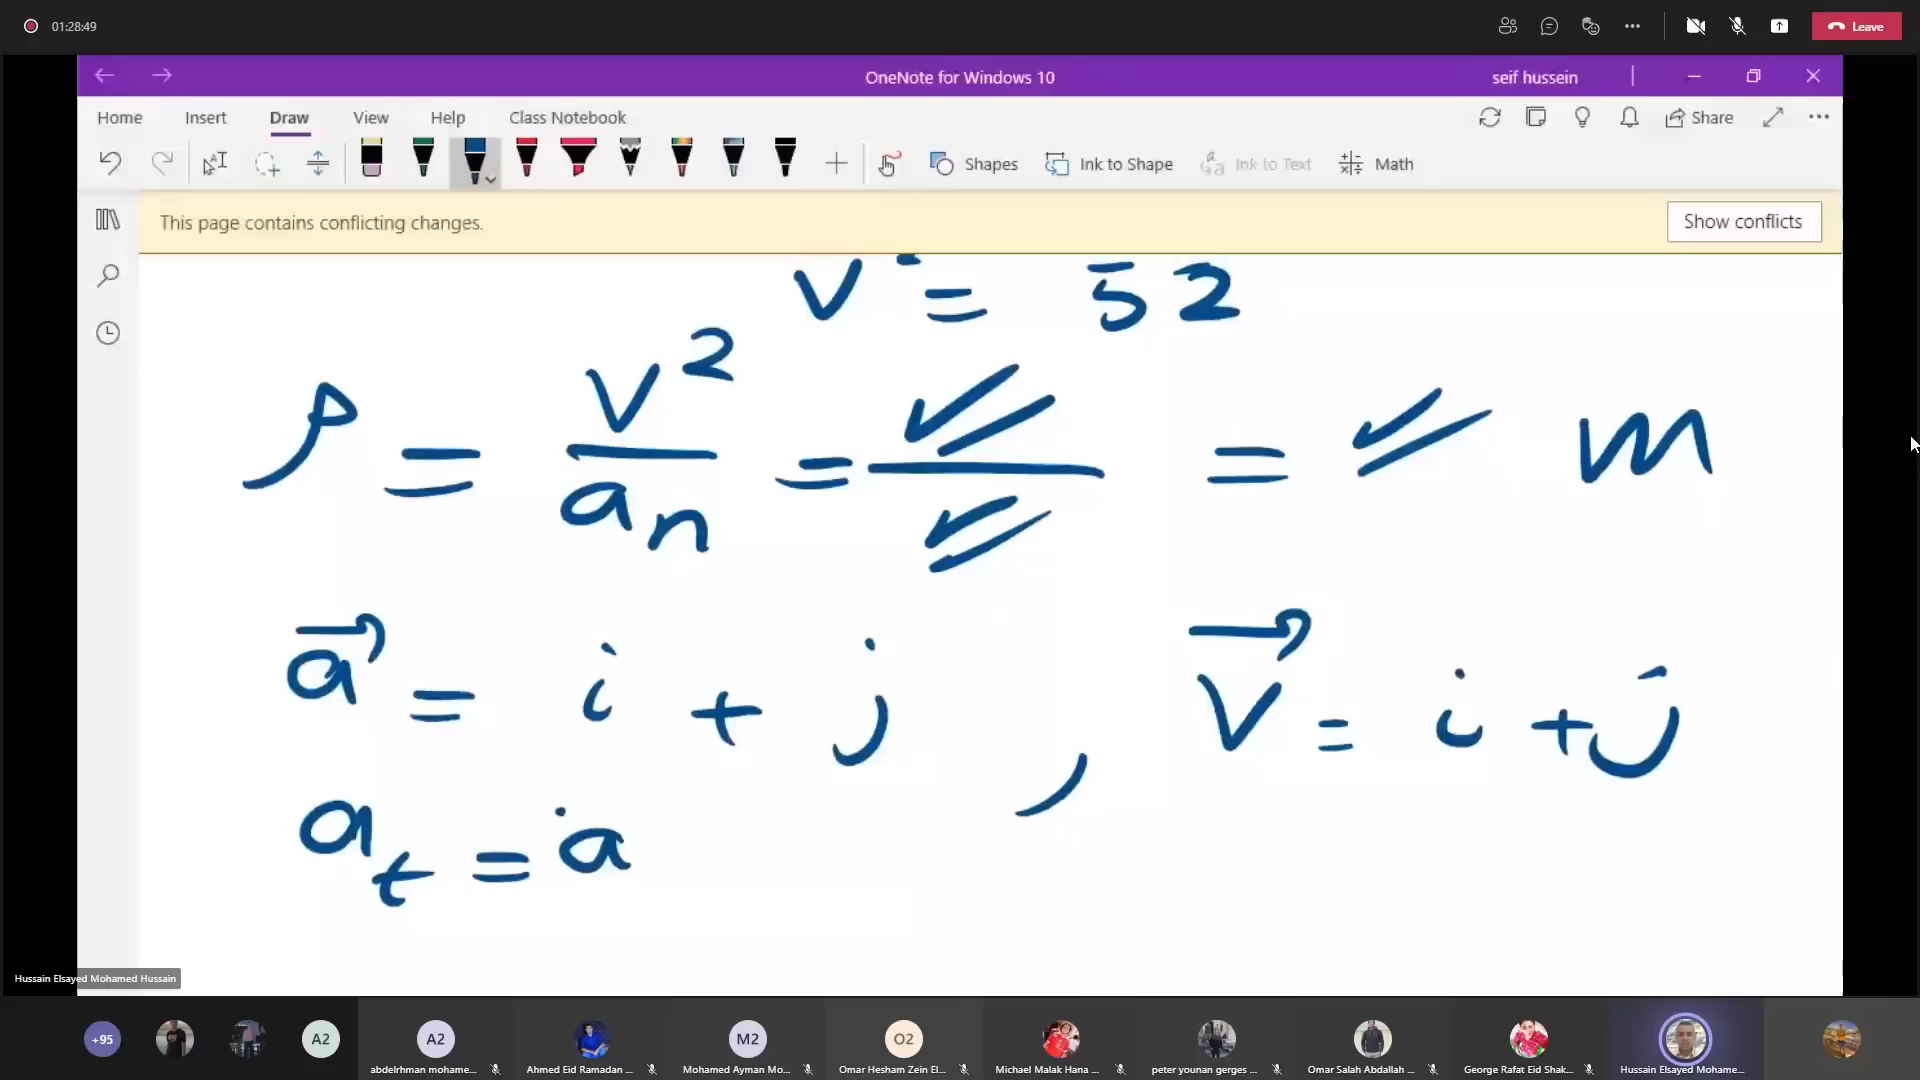 01:28:49
Leave
OneNote for Windows 10
seif hussein
Home Insert Draw View Help Class Notebook
Share
Shapes Ink to Shape Ink to Text Math
This page contains conflicting changes.
Show conflicts
V² = 52
ρ = V² / a_n = ✓ / ✓ = ✓ m
a⃗ = i + j , V⃗ = i + j
a_t = a
Hussain Elsayed Mohamed Hussain
+95 A2 A2 M2 O2
abdelrhman mohame... Ahmed Eid Ramadan ... Mohamed Ayman Mo... Omar Hesham Zein El... Michael Malak Hana ... peter younan gerges ... Omar Salah Abdallah ... George Rafat Eid Shak... Hussain Elsayed Mohame...